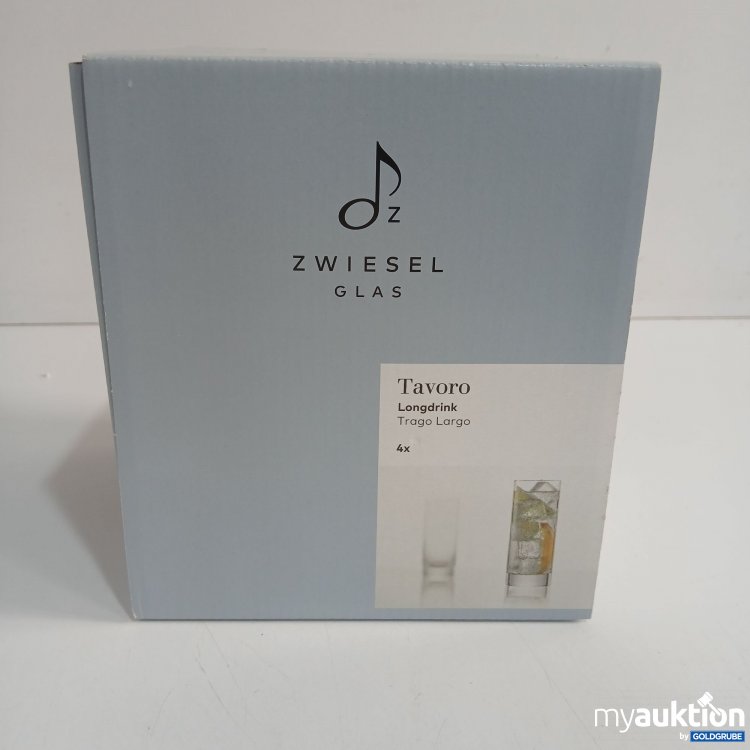 Z
ZWIESEL
GLAS
Tavoro
Longdrink
Trago Largo
4x
myauktion
by GOLDGRUBE